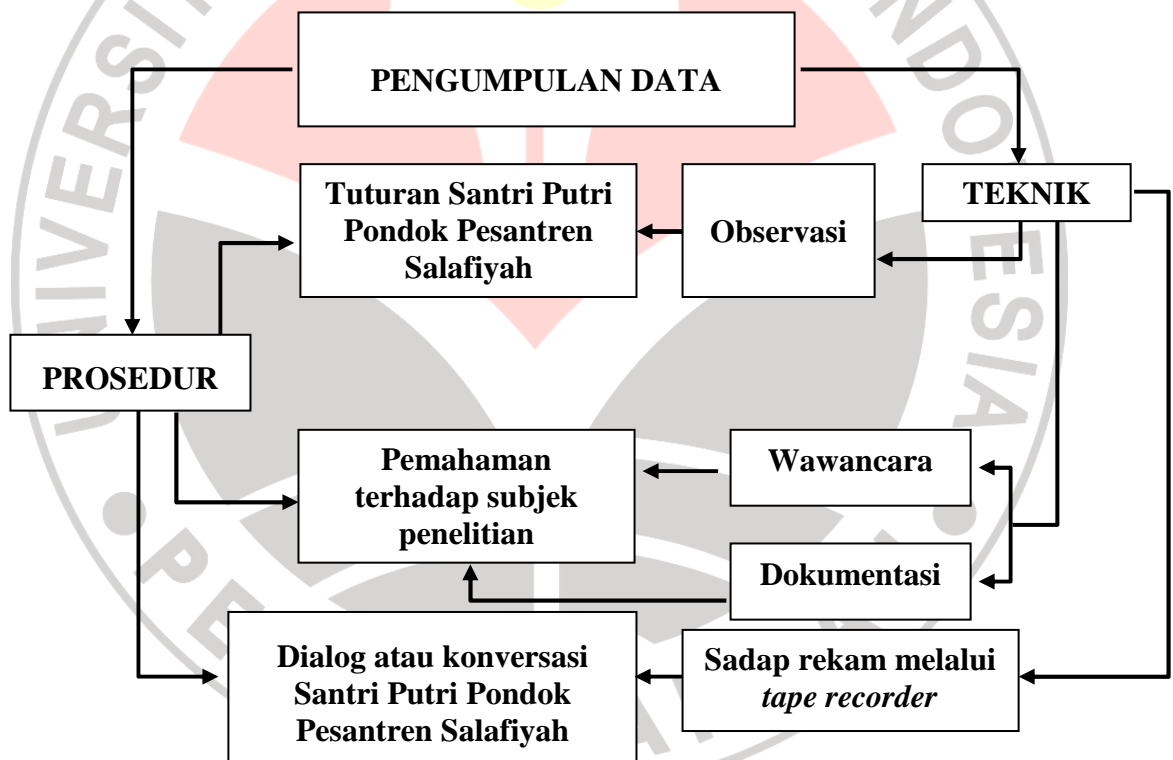 PENGUMPULAN DATA
Tuturan Santri Putri
Pondok Pesantren
Salafiyah
Observasi
TEKNIK
PROSEDUR
Pemahaman
terhadap subjek
penelitian
Wawancara
Dokumentasi
Dialog atau konversasi
Santri Putri Pondok
Pesantren Salafiyah
Sadap rekam melalui
tape recorder